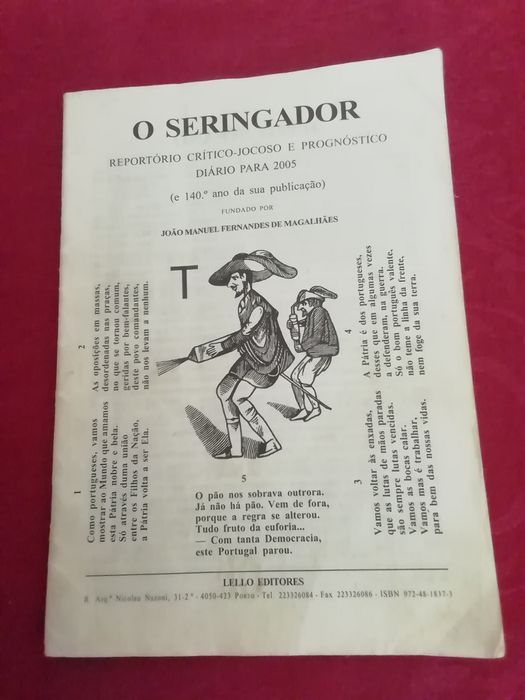 O SERINGADOR
REPORTÓRIO CRÍTICO-JOCOSO E PROGNÓSTICO
DIÁRIO PARA 2005
(e 140.º ano da sua publicação)
FUNDADO POR
JOÃO MANUEL FERNANDES DE MAGALHÃES
T
1
Como portugueses, vamos
mostrar ao Mundo que amamos
esta Pátria nobre e bela.
Só através duma união
entre os Filhos da Nação,
a Pátria volta a ser Ela.
2
As oposições em massas,
desordenadas nas praças,
no que se tornou comum,
geridas por bem-falantes,
deste povo comandantes,
não nos levam a nenhum.
3
Vamos voltar às enxadas,
que as lutas de mãos paradas
são sempre lutas vencidas.
Vamos as bocas calar.
Vamos mas é trabalhar,
para bem das nossas vidas.
4
A Pátria é dos portugueses,
desses que em algumas vezes
a defenderam, na guerra.
Só o bom português valente,
não teme a linha da frente,
nem foge da sua terra.
5
O pão nos sobrava outrora.
Já não há pão. Vem de fora,
porque a regra se alterou.
Tudo fruto da euforia...
— Com tanta Democracia,
este Portugal parou.
LELLO EDITORES
R. Arqº Nicolau Nazoni, 31-2º - 4050-423 Porto - Tel 223326084 - Fax 223326086 - ISBN 972-48-1837-3